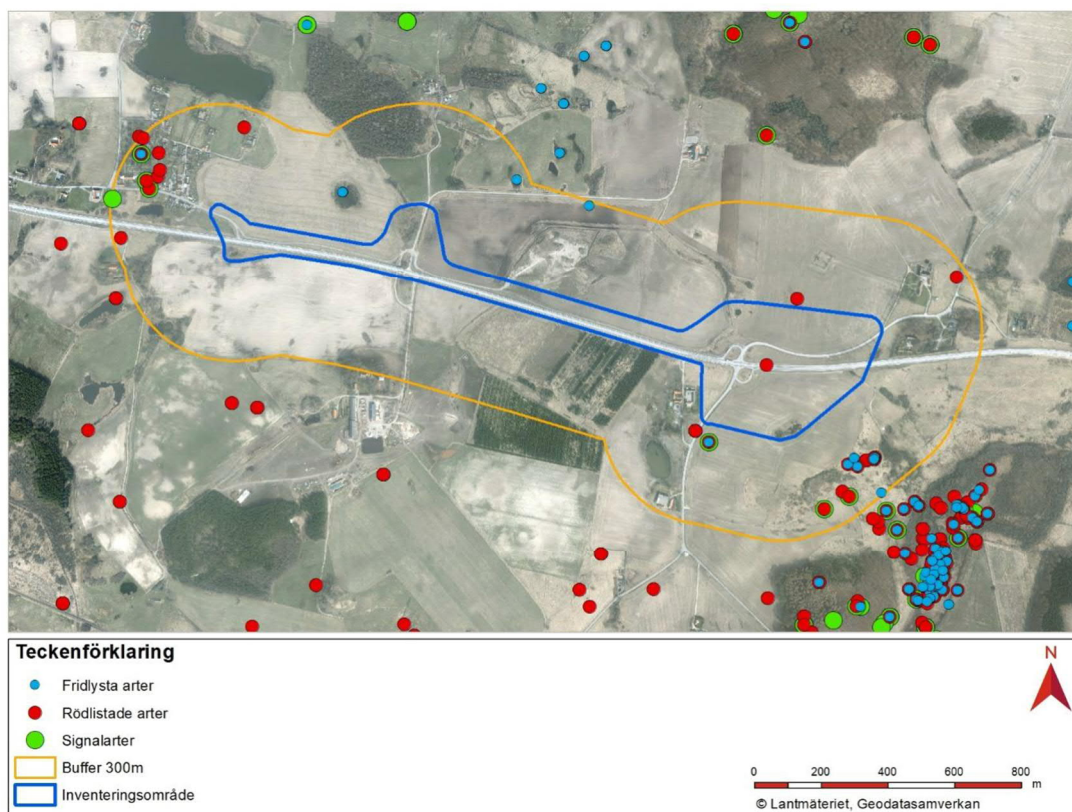 Teckenförklaring
Fridlysta arter
Rödlistade arter
Signalarter
Buffer 300m
Inventeringsområde
N
0 200 400 600 800
m
© Lantmäteriet, Geodatasamverkan